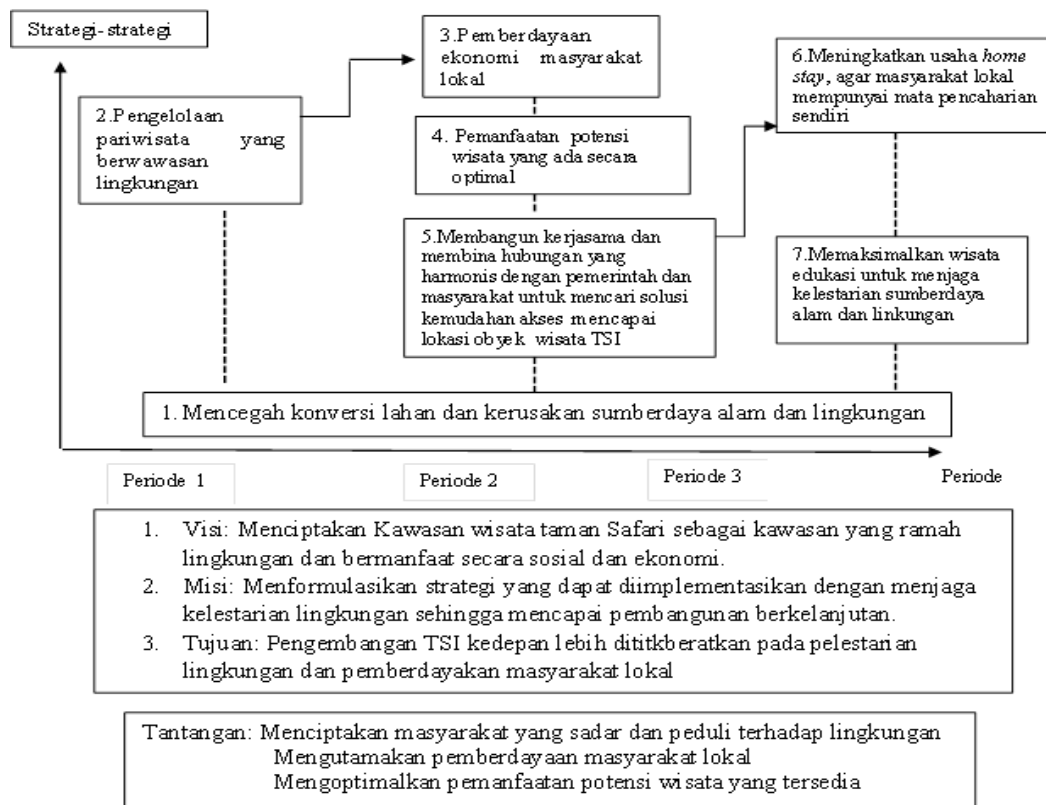 Strategi-strategi
2.Pengelolaan
pariwisata yang
berwawasan
lingkungan
3.Pemberdayaan
ekonomi masyarakat
lokal
4. Pemanfaatan potensi
wisata yang ada secara
optimal
5.Membangun kerjasama dan
membina hubungan yang
harmonis dengan pemerintah dan
masyarakat untuk mencari solusi
kemudahan akses mencapai
lokasi obyek wisata TSI
6.Meningkatkan usaha home
stay, agar masyarakat lokal
mempunyai mata pencaharian
sendiri
7.Memaksimalkan wisata
edukasi untuk menjaga
kelestarian sumberdaya
alam dan linkungan
1. Mencegah konversi lahan dan kerusakan sumberdaya alam dan lingkungan
Periode 1
Periode 2
Periode 3
Periode
1. Visi: Menciptakan Kawasan wisata taman Safari sebagai kawasan yang ramah
lingkungan dan bermanfaat secara sosial dan ekonomi.
2. Misi: Menformulasikan strategi yang dapat diimplementasikan dengan menjaga
kelestarian lingkungan sehingga mencapai pembangunan berkelanjutan.
3. Tujuan: Pengembangan TSI kedepan lebih dititkberatkan pada pelestarian
lingkungan dan pemberdayakan masyarakat lokal
Tantangan: Menciptakan masyarakat yang sadar dan peduli terhadap lingkungan
Mengutamakan pemberdayaan masyarakat lokal
Mengoptimalkan pemanfaatan potensi wisata yang tersedia